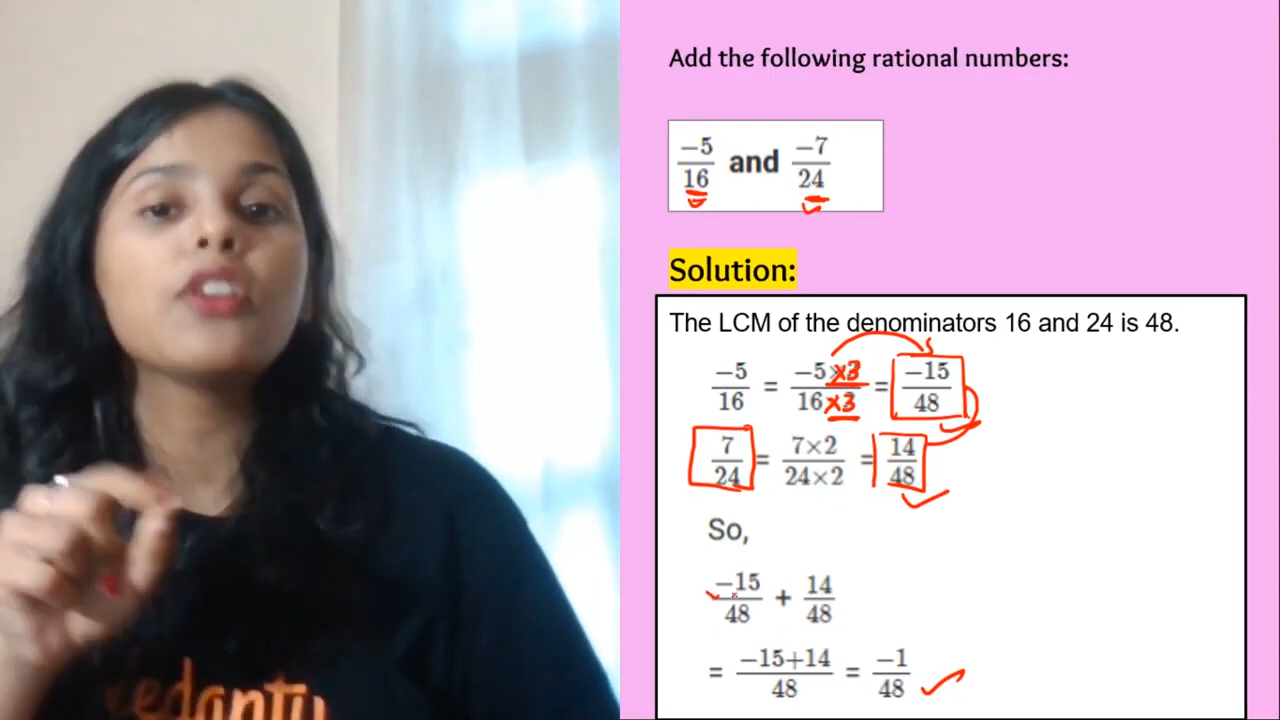 Add the following rational numbers:
−5/16 and −7/24
Solution:
The LCM of the denominators 16 and 24 is 48.
−5/16 = −5×3/16×3 = −15/48
7/24 = 7×2/24×2 = 14/48
So,
−15/48 + 14/48
= −15+14/48 = −1/48
vedantu